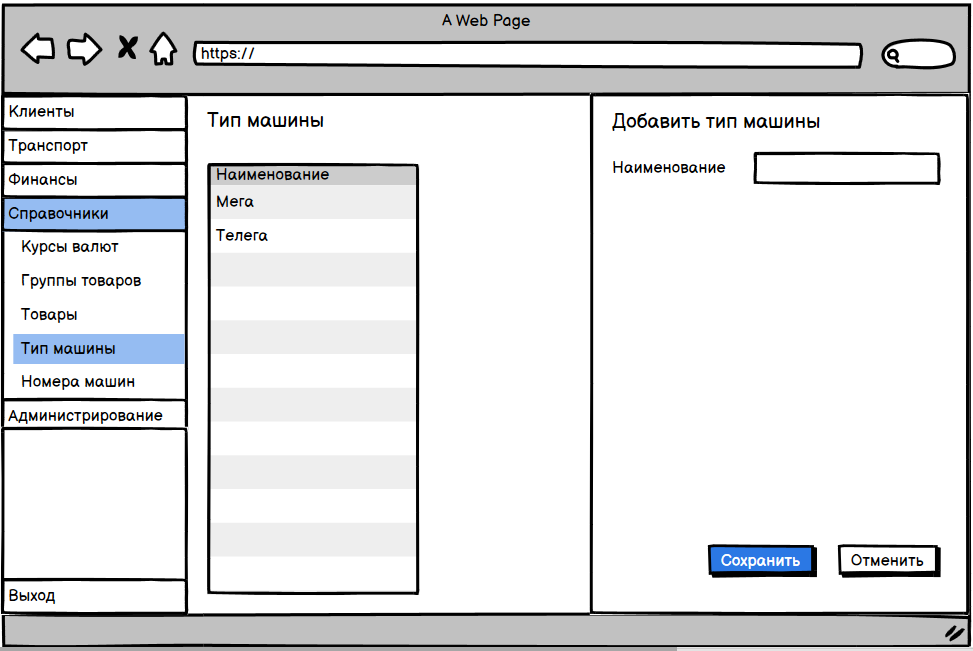 A Web Page
https://
Клиенты
Транспорт
Финансы
Справочники
Курсы валют
Группы товаров
Товары
Тип машины
Номера машин
Администрирование
Выход
Тип машины
Наименование
Мега
Телега
Добавить тип машины
Наименование
Сохранить
Отменить